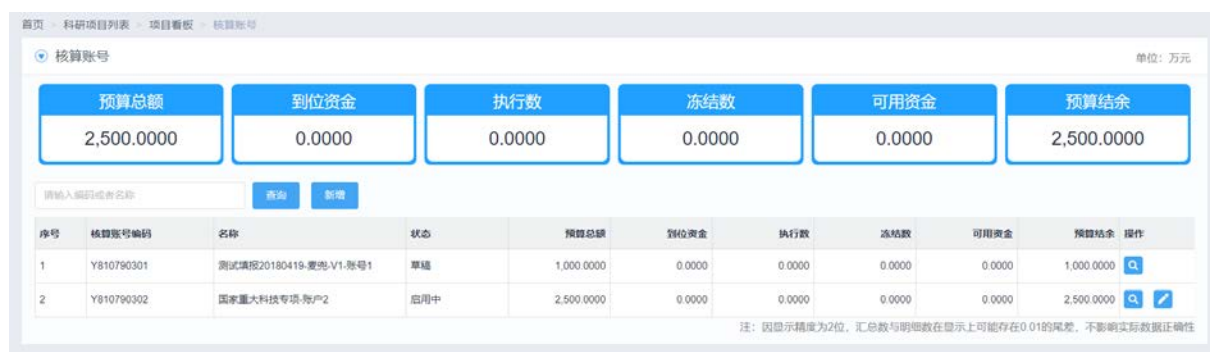 首页 > 科研项目列表 > 项目看板 > 核算账号
核算账号 单位：万元
预算总额 到位资金 执行数 冻结数 可用资金 预算结余
2,500.0000 0.0000 0.0000 0.0000 0.0000 2,500.0000
请输入编码或者名称 查询 新增
序号 核算账号编码 名称 状态 预算总额 到位资金 执行数 冻结数 可用资金 预算结余 操作
1 Y810790301 测试填报20180419-麦兜-V1-账号1 草稿 1,000.0000 0.0000 0.0000 0.0000 0.0000 1,000.0000
2 Y810790302 国家重大科技专项-账户2 启用中 2,500.0000 0.0000 0.0000 0.0000 0.0000 2,500.0000
注：因显示精度为2位，汇总数与明细数在显示上可能存在0.01的尾差，不影响实际数据正确性